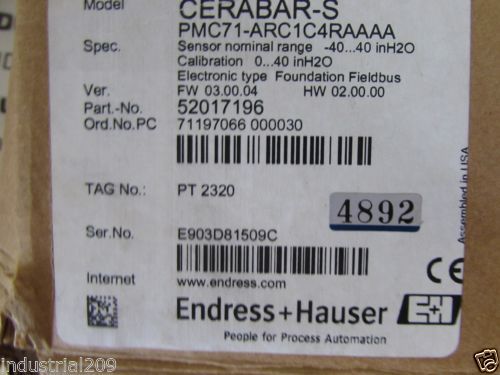 Model CERABAR-S
PMC71-ARC1C4RAAAA
Spec. Sensor nominal range -40...40 inH2O
Calibration 0...40 inH2O
Electronic type Foundation Fieldbus
Ver. FW 03.00.04 HW 02.00.00
Part.-No. 52017196
Ord.No.PC 71197066 000030
TAG No.: PT 2320
4892
Assembled in USA
Ser.No. E903D81509C
Internet www.endress.com
CE
Endress+Hauser E+H
People for Process Automation
industrial209